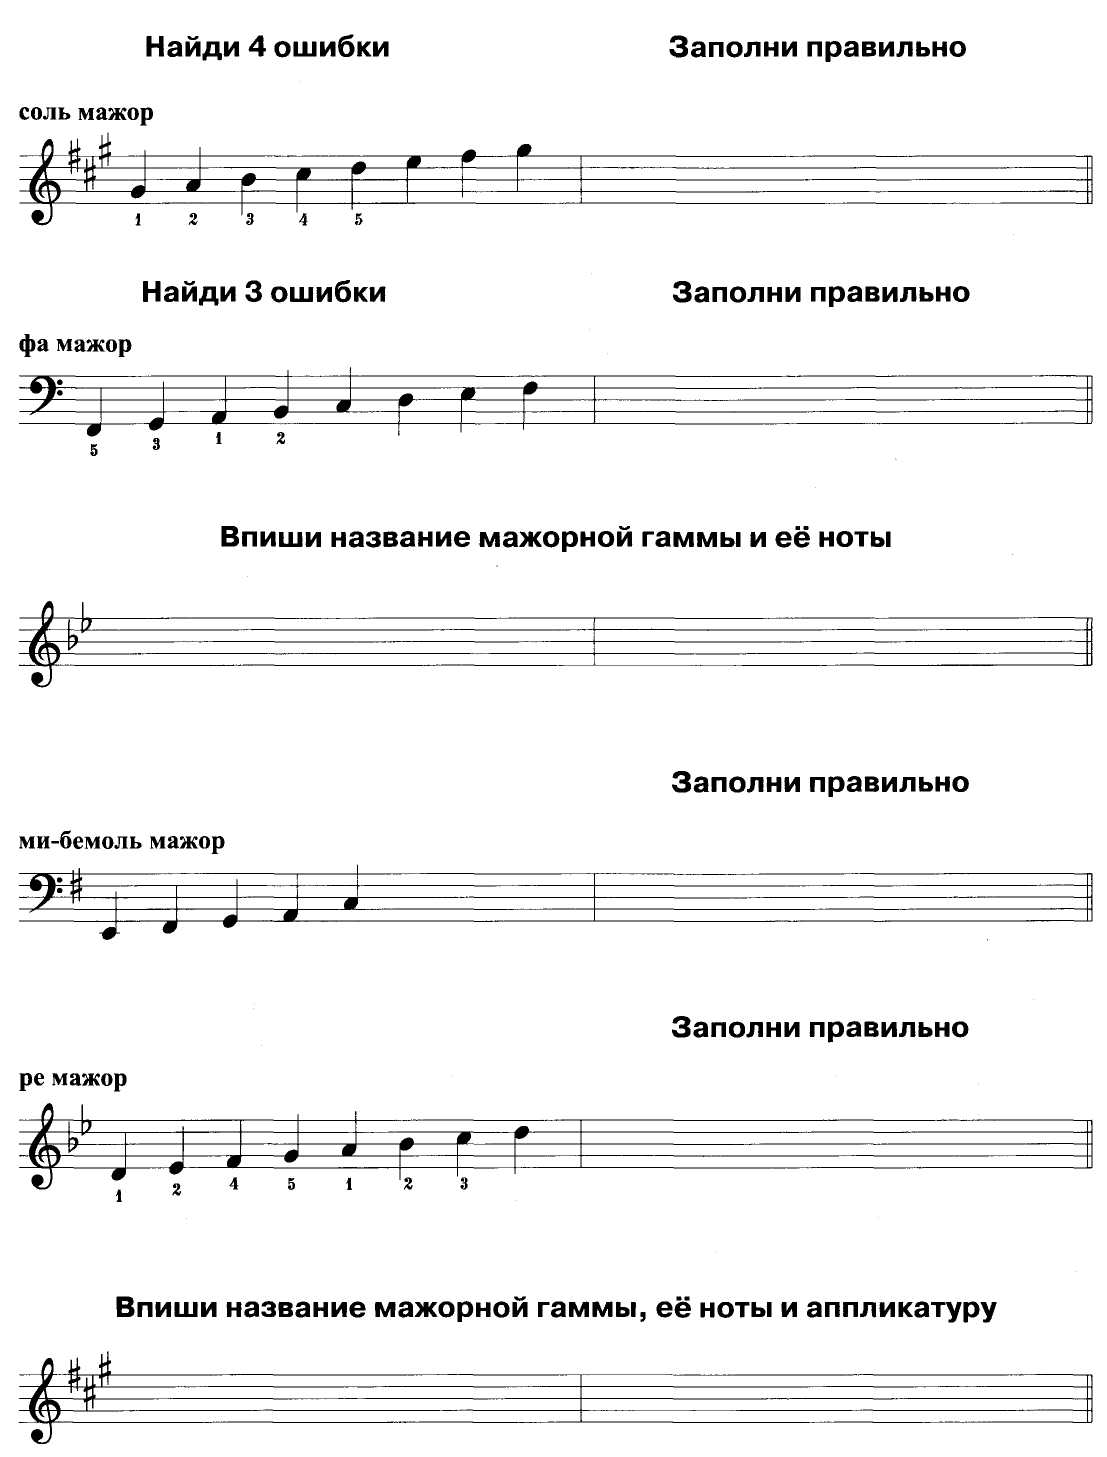 Найди 4 ошибки Заполни правильно
соль мажор
1 2 3 4 5
Найди 3 ошибки Заполни правильно
фа мажор
5 3 1 2
Впиши название мажорной гаммы и её ноты
Заполни правильно
ми-бемоль мажор
Заполни правильно
ре мажор
1 2 4 5 1 2 3
Впиши название мажорной гаммы, её ноты и аппликатуру